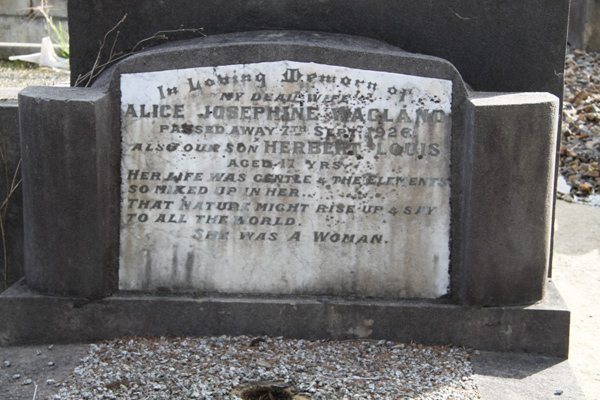 In Loving Memory of
MY DEAR WIFE
ALICE JOSEPHINE RAGLAND
PASSED AWAY 7TH SEPT. 1926
ALSO OUR SON HERBERT LOUIS
AGED 17 YRS.
HER LIFE WAS GENTLE & THE ELEMENTS
SO MIXED UP IN HER...
THAT NATURE MIGHT RISE UP & SAY
TO ALL THE WORLD.
SHE WAS A WOMAN.